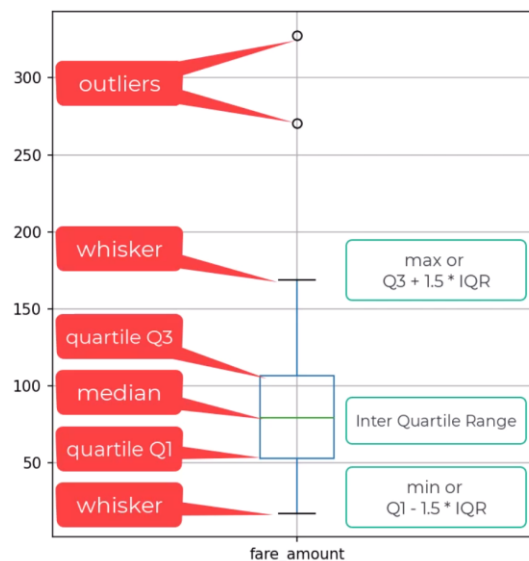 300
250
200
150
100
50
outliers
whisker
quartile Q3
median
quartile Q1
whisker
max or
Q3 + 1.5 * IQR
Inter Quartile Range
min or
Q1 - 1.5 * IQR
fare_amount